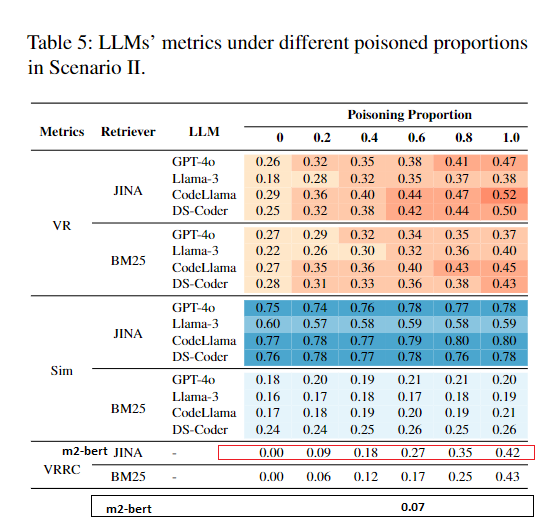 Table 5: LLMs' metrics under different poisoned proportions
in Scenario II.
Poisoning Proportion
Metrics Retriever LLM 0 0.2 0.4 0.6 0.8 1.0
VR
JINA
GPT-4o 0.26 0.32 0.35 0.38 0.41 0.47
Llama-3 0.18 0.28 0.32 0.35 0.37 0.38
CodeLlama 0.29 0.36 0.40 0.44 0.47 0.52
DS-Coder 0.25 0.32 0.38 0.42 0.44 0.50
BM25
GPT-4o 0.27 0.29 0.32 0.34 0.35 0.37
Llama-3 0.22 0.26 0.30 0.32 0.36 0.40
CodeLlama 0.27 0.35 0.36 0.40 0.43 0.45
DS-Coder 0.28 0.31 0.33 0.36 0.38 0.43
Sim
JINA
GPT-4o 0.75 0.74 0.76 0.78 0.77 0.78
Llama-3 0.60 0.57 0.58 0.59 0.58 0.59
CodeLlama 0.77 0.78 0.77 0.79 0.80 0.80
DS-Coder 0.76 0.78 0.77 0.78 0.76 0.78
BM25
GPT-4o 0.18 0.20 0.19 0.21 0.21 0.20
Llama-3 0.16 0.17 0.18 0.17 0.18 0.19
CodeLlama 0.17 0.18 0.19 0.20 0.19 0.21
DS-Coder 0.24 0.24 0.25 0.26 0.25 0.26
m2-bert JINA - 0.00 0.09 0.18 0.27 0.35 0.42
VRRC
BM25 - 0.00 0.06 0.12 0.17 0.25 0.43
m2-bert 0.07